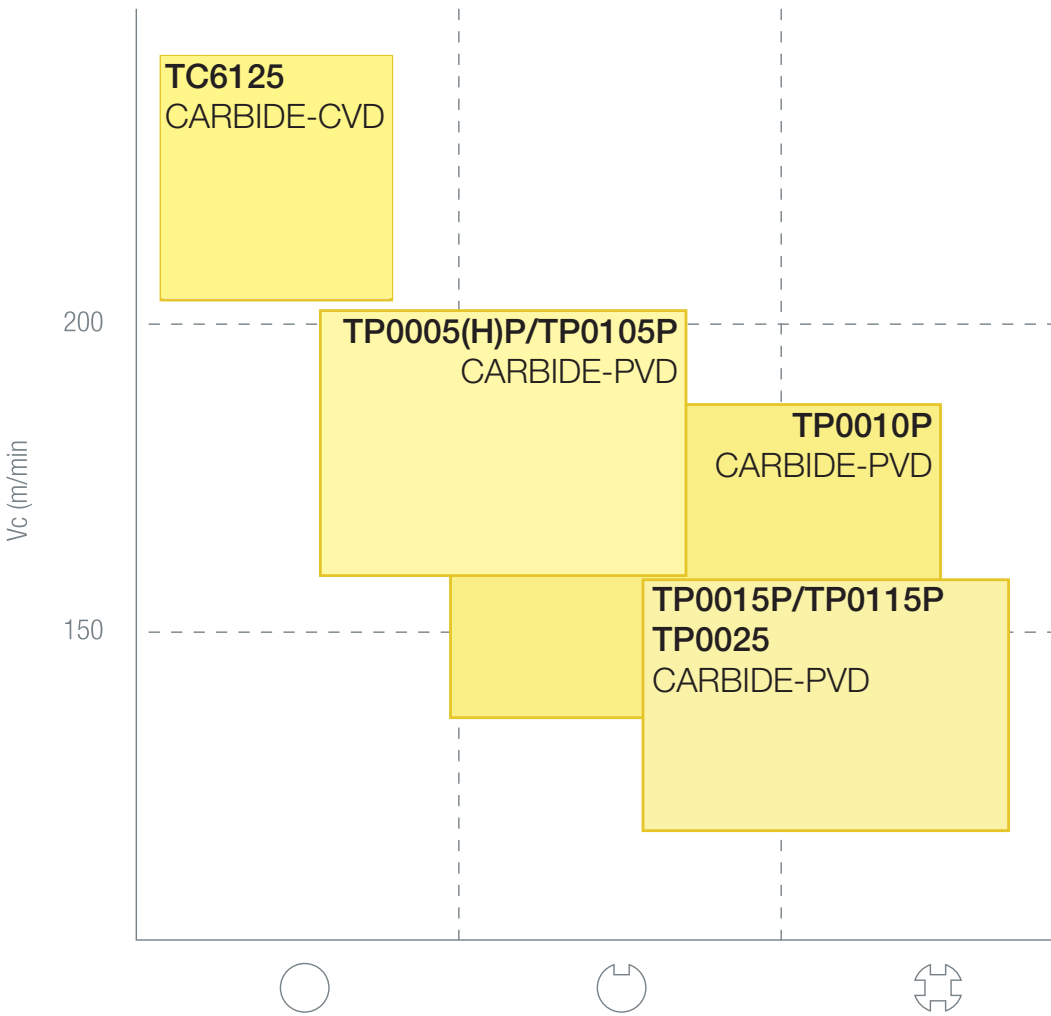 TC6125
CARBIDE-CVD
200
TP0005(H)P/TP0105P
CARBIDE-PVD
TP0010P
CARBIDE-PVD
Vc (m/min
TP0015P/TP0115P
150
TP0025
CARBIDE-PVD